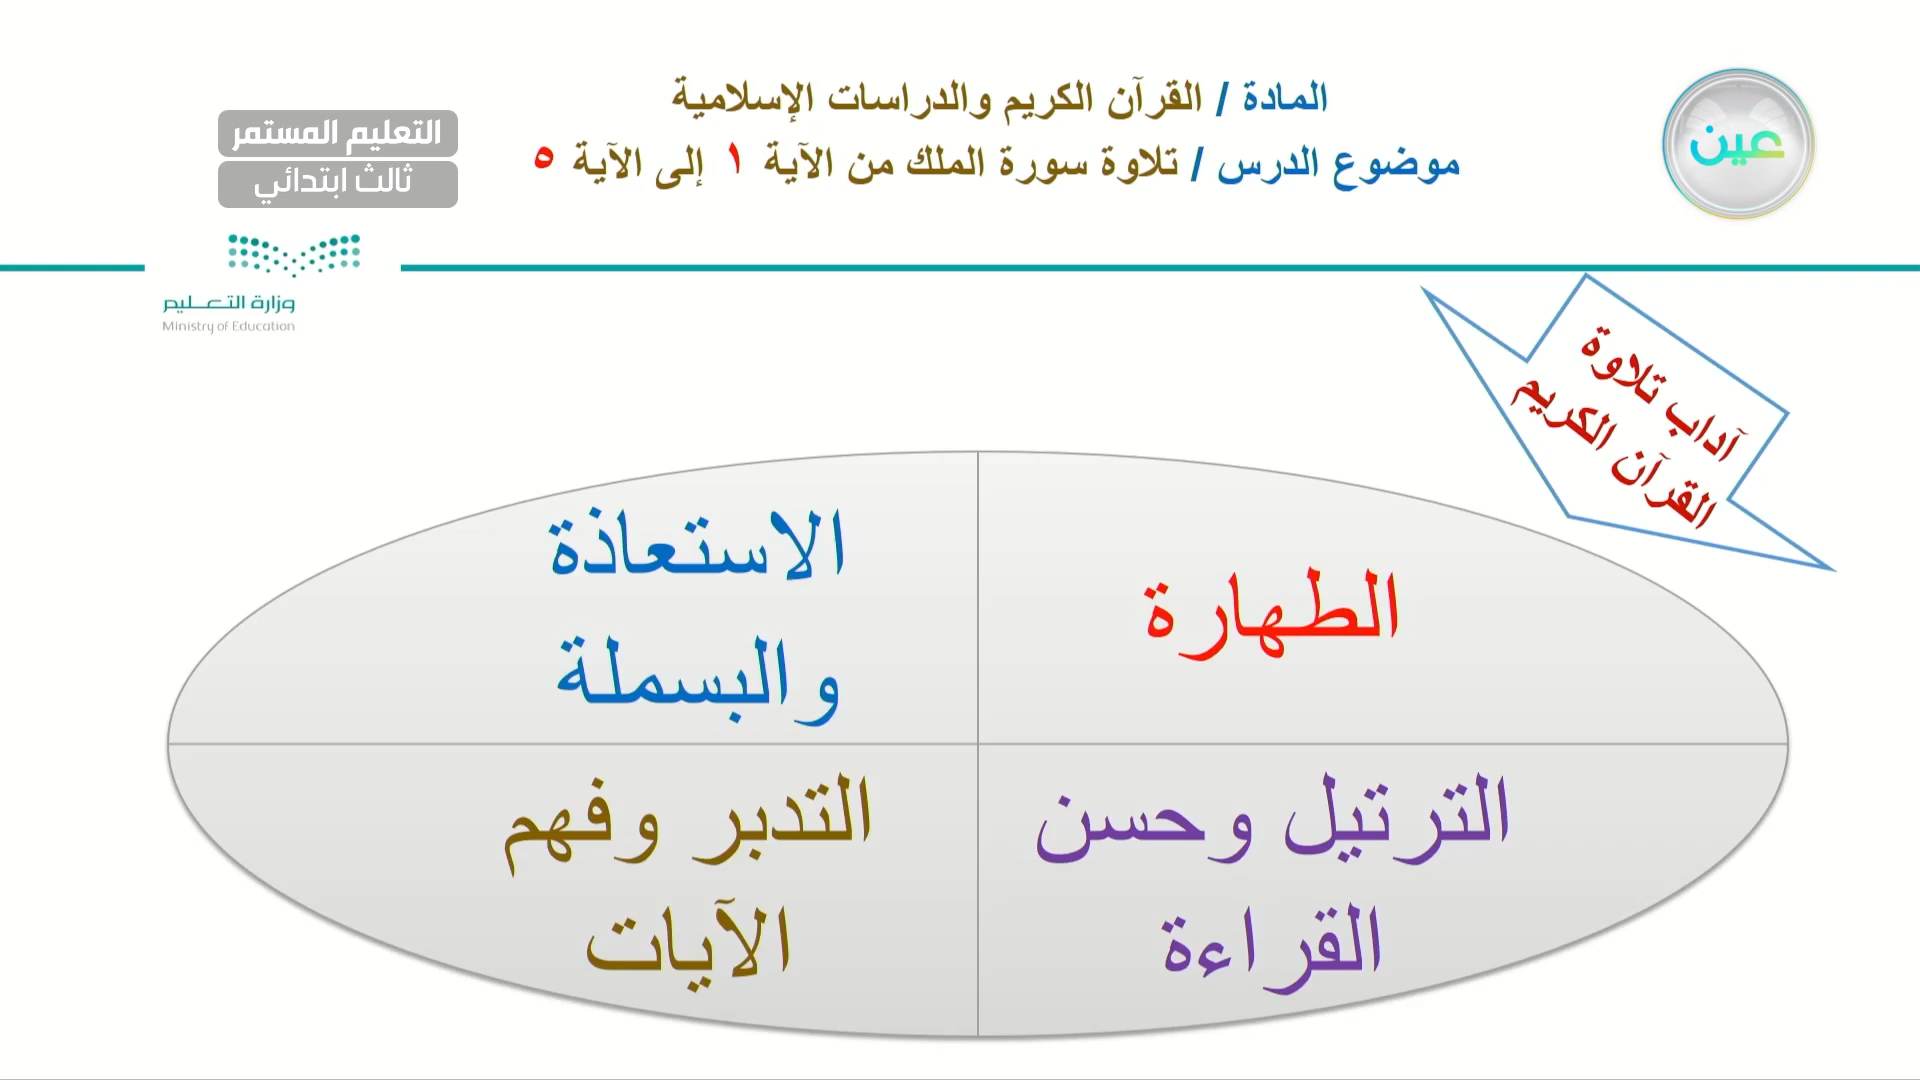 المادة / القرآن الكريم والدراسات الإسلامية
موضوع الدرس / تلاوة سورة الملك من الآية ١ إلى الآية ٥
عين
التعليم المستمر
ثالث ابتدائي
وزارة التعليم
Ministry of Education
آداب تلاوة
القرآن الكريم
الطهارة
الاستعاذة
والبسملة
الترتيل وحسن
القراءة
التدبر وفهم
الآيات